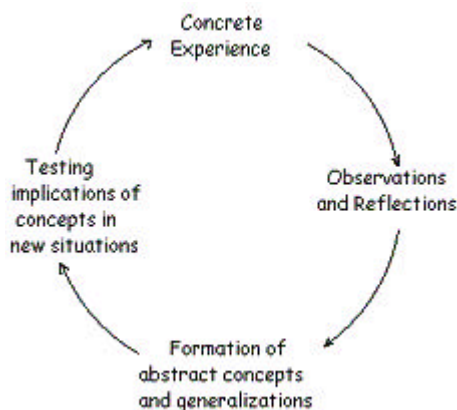 Concrete
Experience
Observations
and Reflections
Formation of
abstract concepts
and generalizations
Testing
implications of
concepts in
new situations